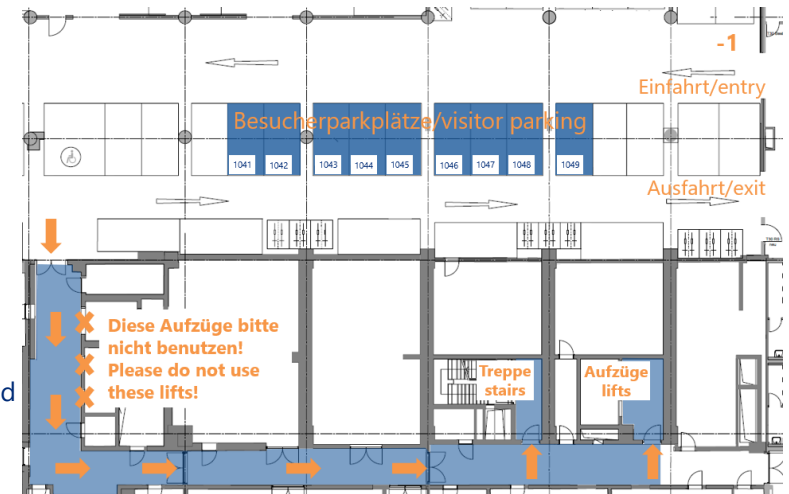 -1
Einfahrt/entry
Besucherparkplätze/visitor parking
1041
1042
1043
1044
1045
1046
1047
1048
1049
Ausfahrt/exit
Diese Aufzüge bitte
nicht benutzen!
Please do not use
these lifts!
Treppe
stairs
Aufzüge
lifts
d